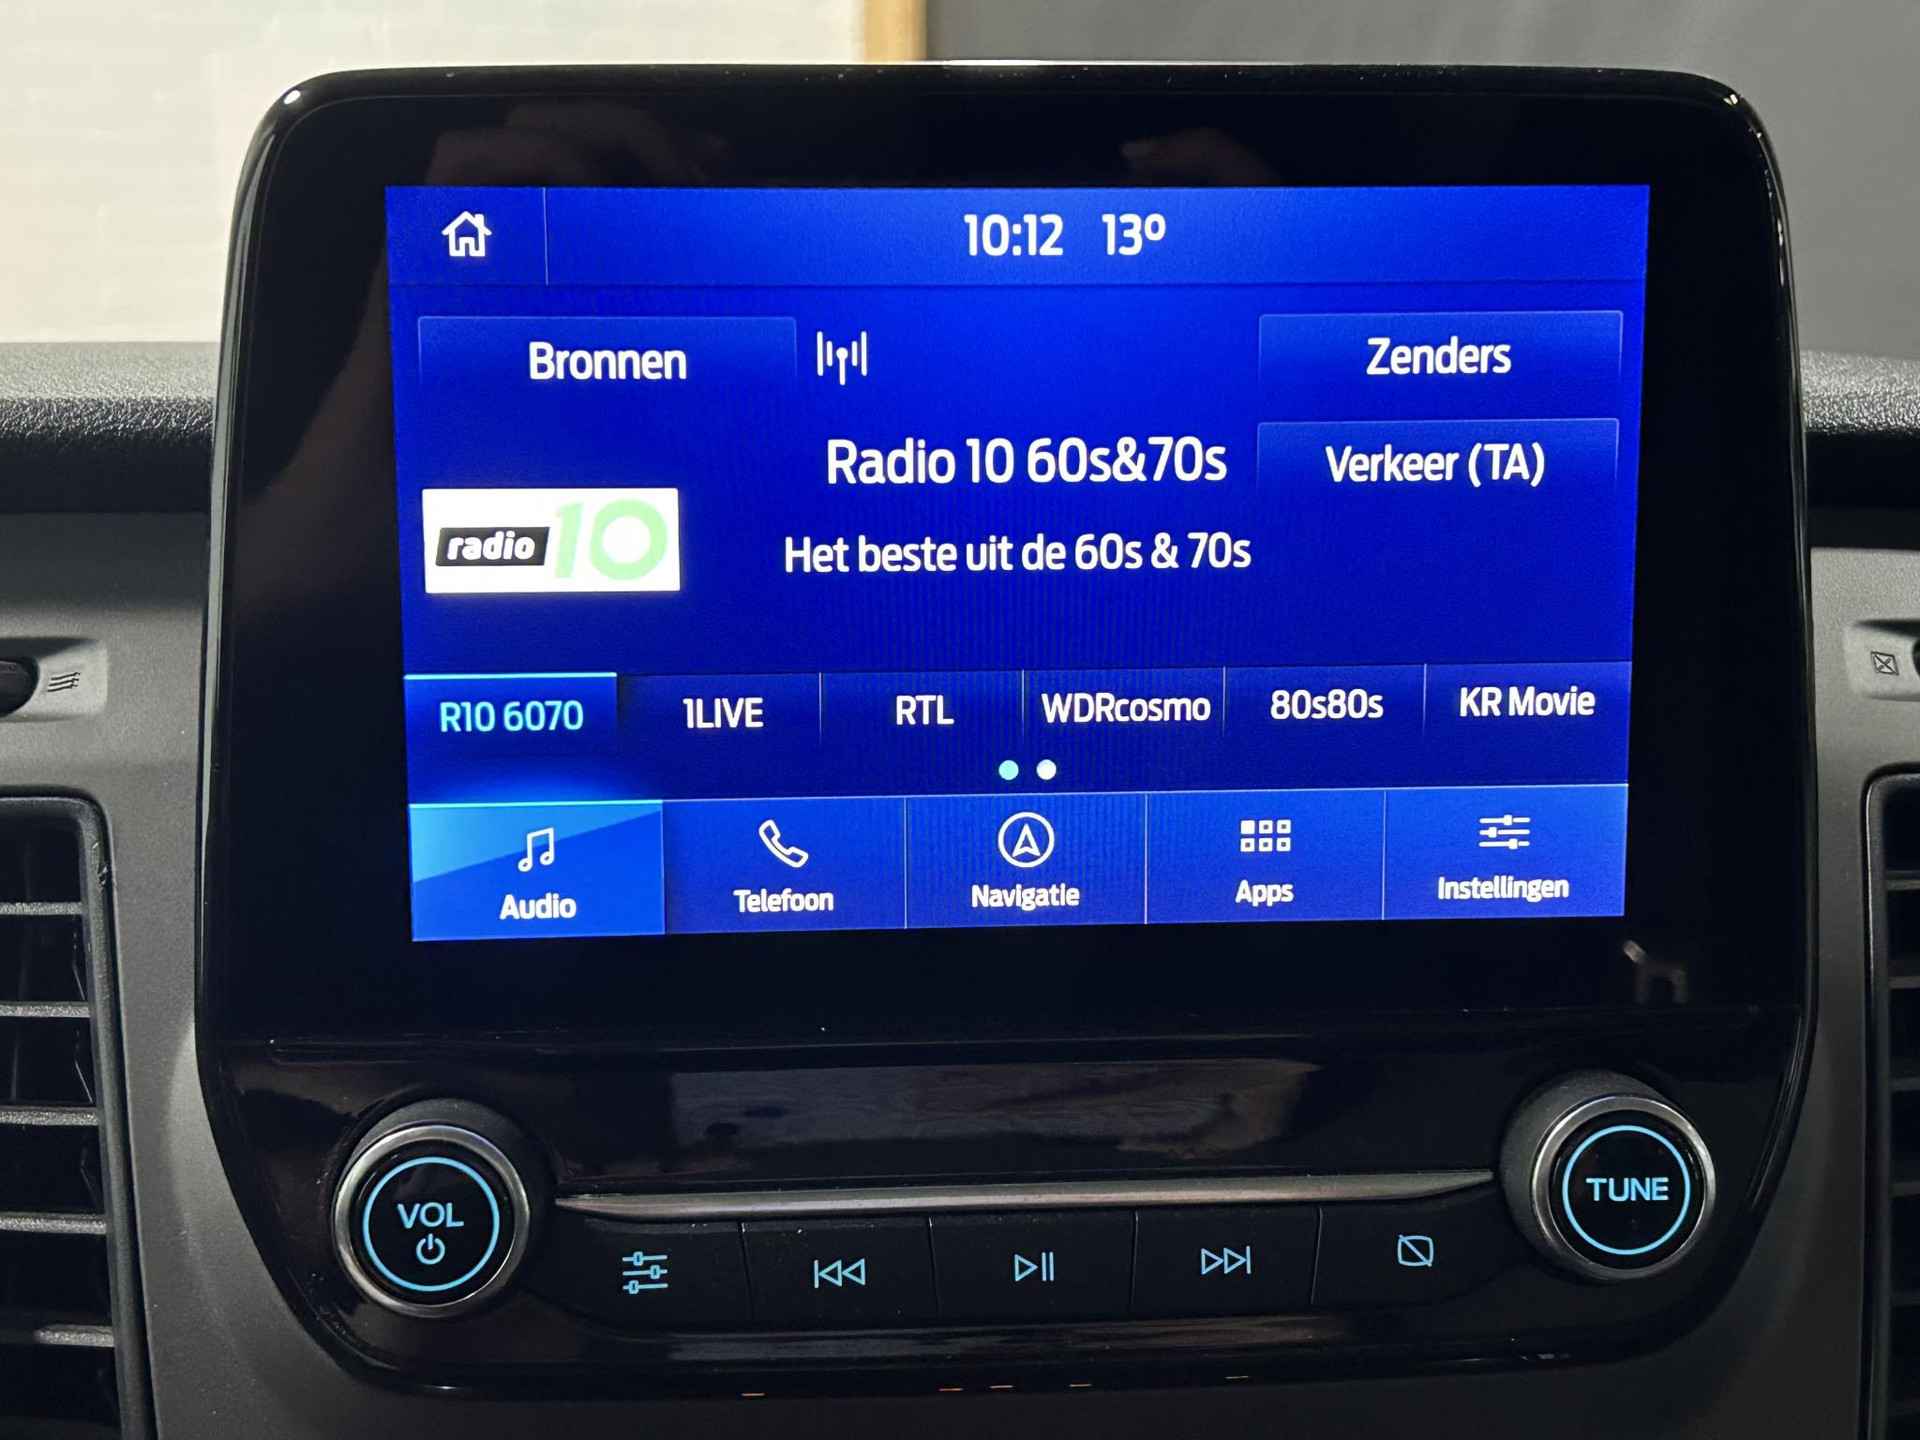 10:12 13º
Bronnen
Zenders
Radio 10 60s&70s
Verkeer (TA)
radio 10
Het beste uit de 60s & 70s
R10 6070 1LIVE RTL WDRcosmo 80s80s KR Movie
Audio Telefoon Navigatie Apps Instellingen
VOL
TUNE